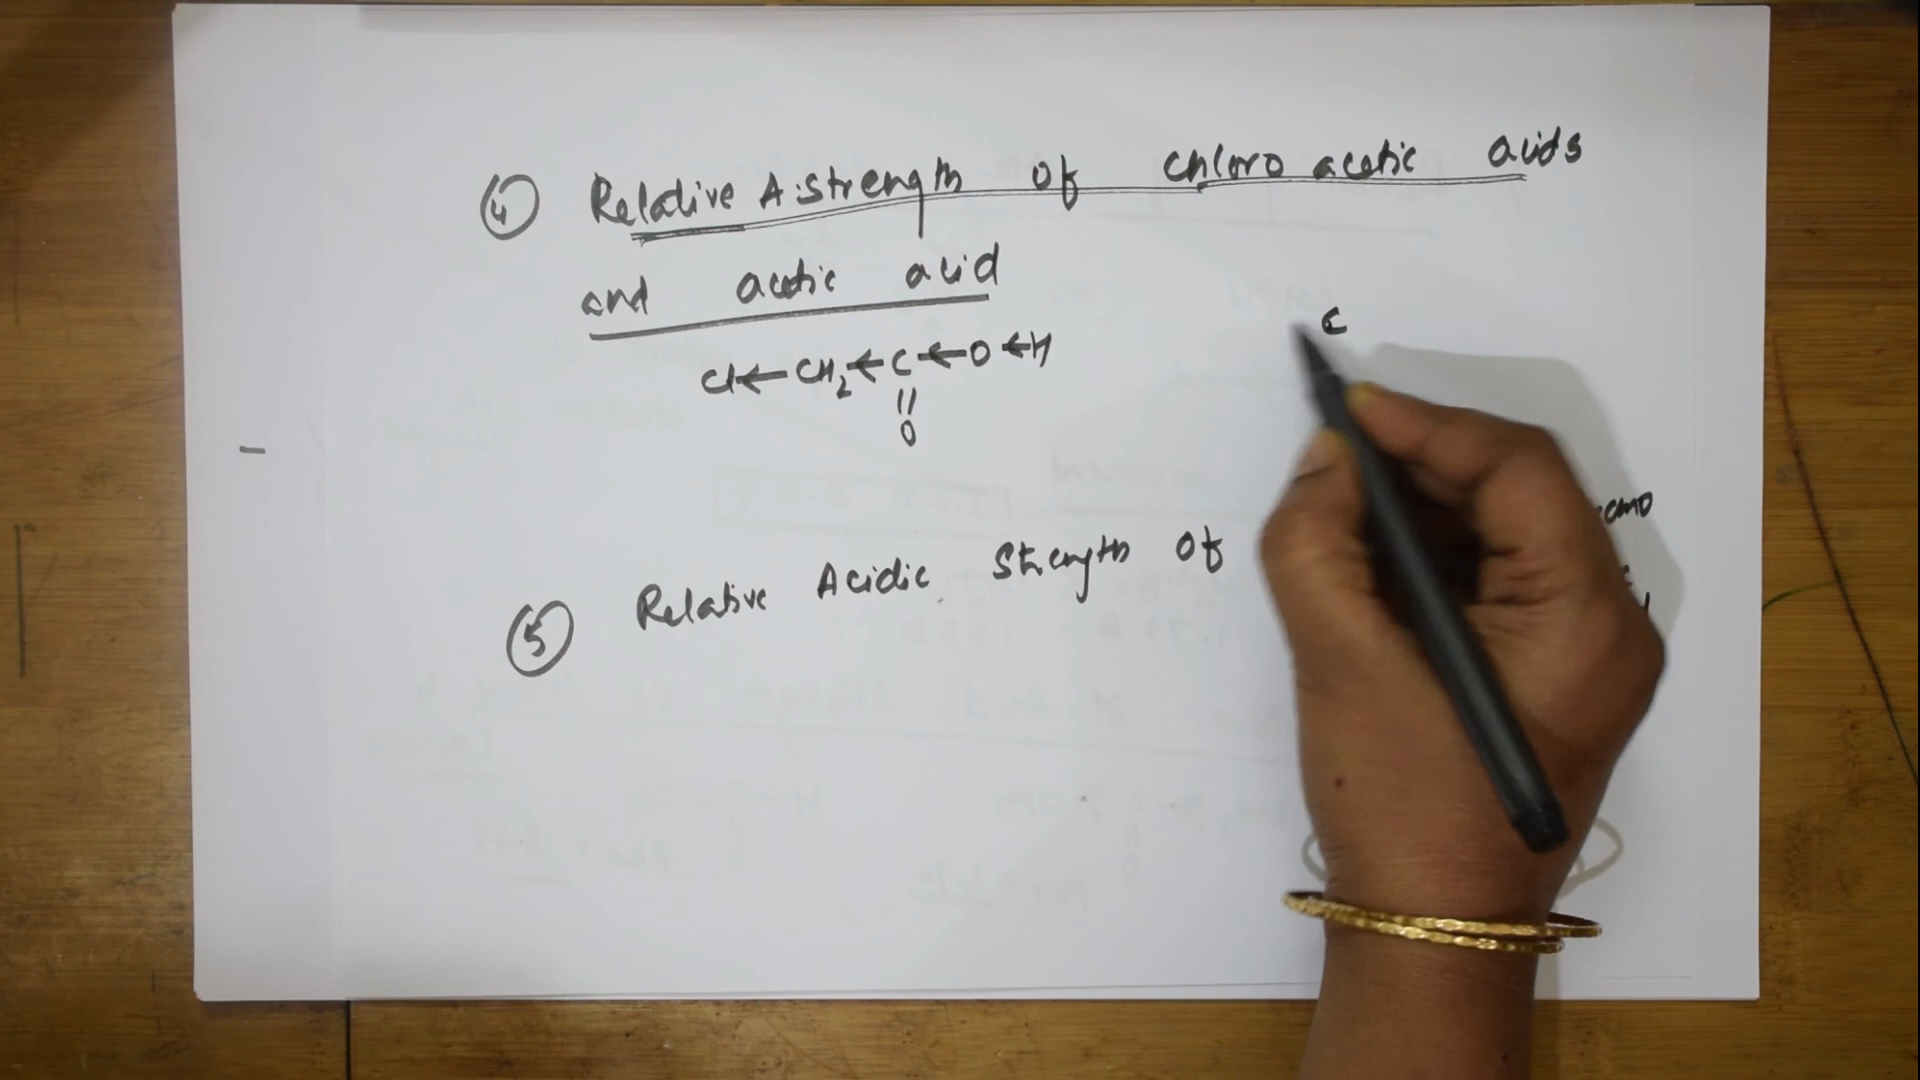 ④ Relative A.strength of chloro acetic acids
and acetic acid
Cl←CH₂←C←O←H
||
O
C
⑤ Relative Acidic Strength of